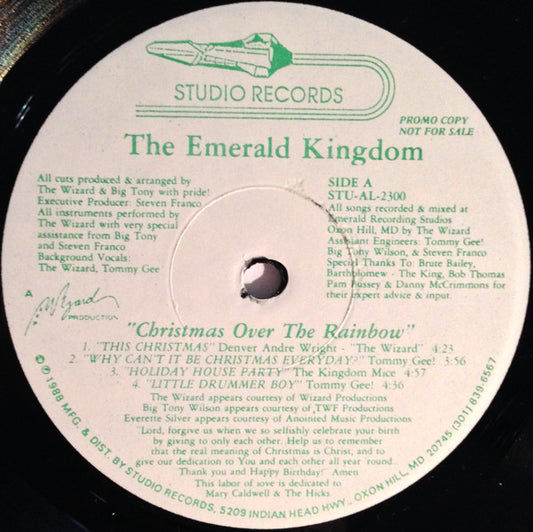 STUDIO RECORDS
PROMO COPY
NOT FOR SALE
The Emerald Kingdom
All cuts produced & arranged by
The Wizard & Big Tony with pride!
Executive Producer: Steven Franco
All instruments performed by
The Wizard with very special
assistance from Big Tony
and Steven Franco
Background Vocals:
The Wizard, Tommy Gee
SIDE A
STU-AL-2300
All songs recorded & mixed at
Emerald Recording Studios
Oxon Hill, MD by The Wizard
Assistant Engineers: Tommy Gee!
Big Tony Wilson, & Steven Franco
Special Thanks To: Brute Bailey,
Bartholomew - The King, Bob Thomas
Pam Hussey & Danny McCrimmons for
their expert advice & input.
A
Wizard
PRODUCTION
"Christmas Over The Rainbow"
1. "THIS CHRISTMAS" Denver Andre Wright - "The Wizard" 4:23
2. "WHY CAN'T IT BE CHRISTMAS EVERYDAY?" Tommy Gee! 3:56
3. "HOLIDAY HOUSE PARTY" The Kingdom Mice 4:57
4. "LITTLE DRUMMER BOY" Tommy Gee! 4:36
The Wizard appears courtesy of Wizard Productions
Big Tony Wilson appears courtesy of TWF Productions
Everette Silver appears courtesy of Anointed Music Productions
"Lord, forgive us when we so selfishly celebrate your birth
by giving to only each other. Help us to remember
that the real meaning of Christmas is Christ; and to
give our dedication to You and each other all year 'round..
Thank you and Happy Birthday!" Amen
This labor of love is dedicated to
Mary Caldwell & The Hicks
©℗1988 MFG. & DIST. BY STUDIO RECORDS, 5209 INDIAN HEAD HWY., OXON HILL, MD 20745 (301) 839-6567